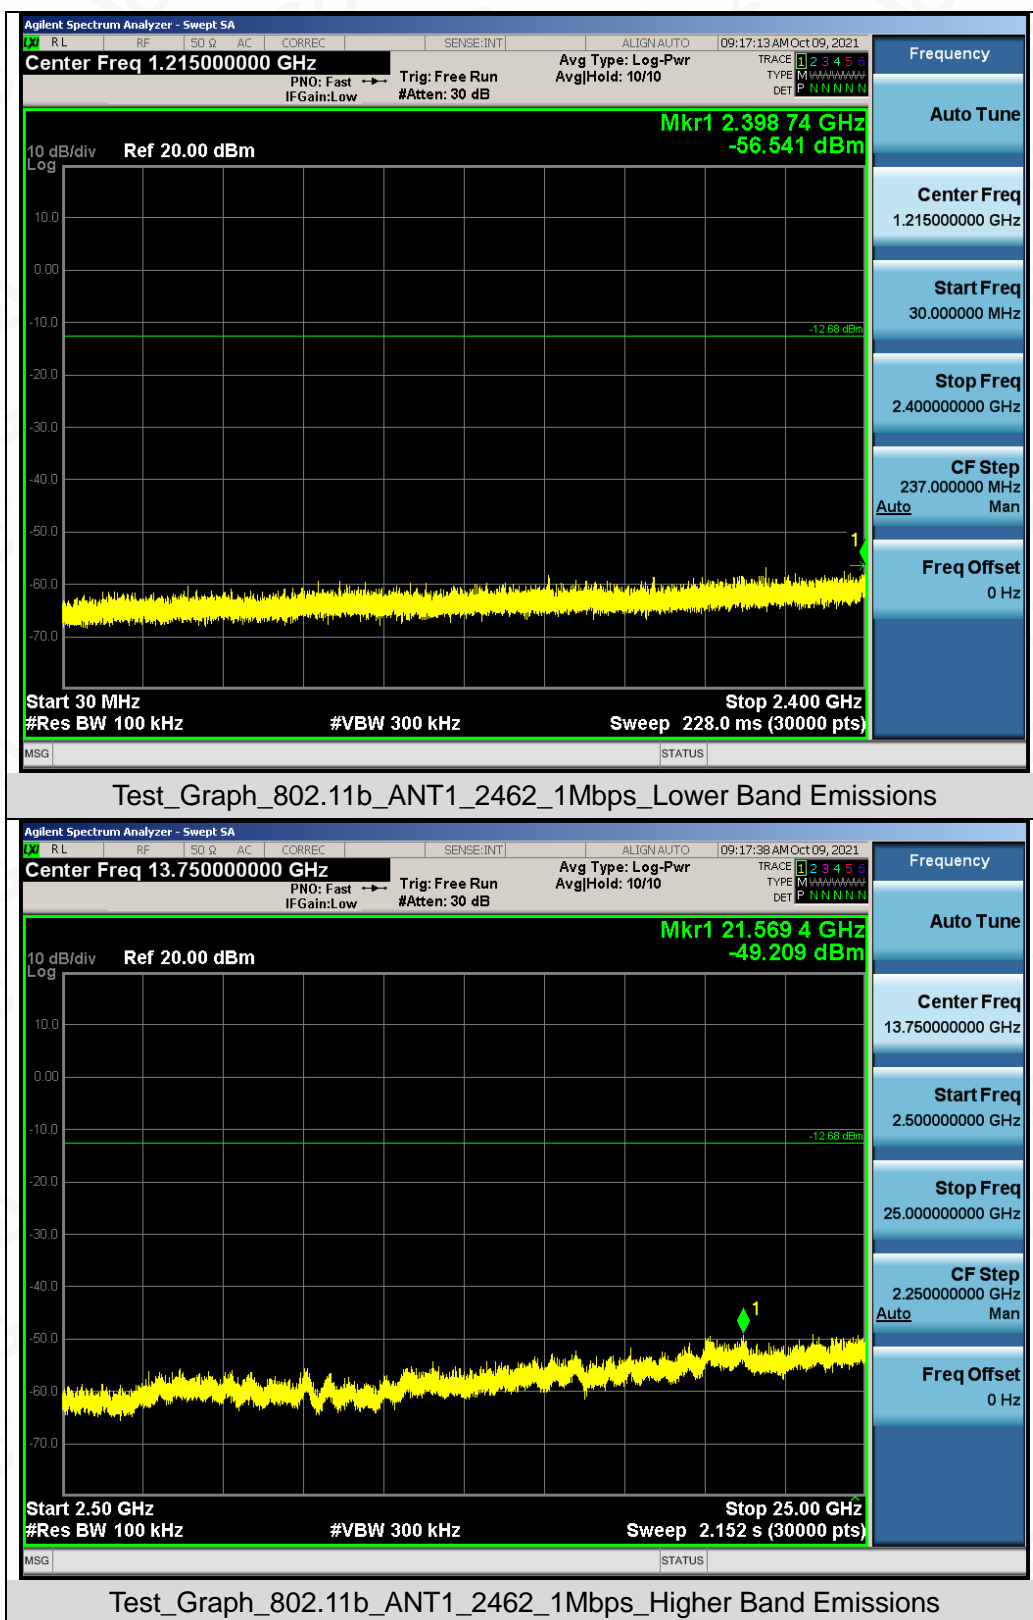 Agilent Spectrum Analyzer - Swept SA
LXI RL RF 50 Ω AC CORREC SENSE:INT ALIGN AUTO 09:17:13 AM Oct 09, 2021
Center Freq 1.215000000 GHz
PNO: Fast
IFGain:Low
Trig: Free Run
#Atten: 30 dB
Avg Type: Log-Pwr
Avg|Hold: 10/10
TRACE 1 2 3 4 5 6
TYPE M WWWWW
DET P N N N N N
Mkr1 2.398 74 GHz
-56.541 dBm
10 dB/div Ref 20.00 dBm
Log
10.0
0.00
-10.0
-12.68 dBm
-20.0
-30.0
-40.0
-50.0
1
-60.0
-70.0
Start 30 MHz Stop 2.400 GHz
#Res BW 100 kHz #VBW 300 kHz Sweep 228.0 ms (30000 pts)
MSG STATUS
Frequency
Auto Tune
Center Freq
1.215000000 GHz
Start Freq
30.000000 MHz
Stop Freq
2.400000000 GHz
CF Step
237.000000 MHz
Auto Man
Freq Offset
0 Hz
Test_Graph_802.11b_ANT1_2462_1Mbps_Lower Band Emissions
Agilent Spectrum Analyzer - Swept SA
LXI RL RF 50 Ω AC CORREC SENSE:INT ALIGN AUTO 09:17:38 AM Oct 09, 2021
Center Freq 13.750000000 GHz
PNO: Fast
IFGain:Low
Trig: Free Run
#Atten: 30 dB
Avg Type: Log-Pwr
Avg|Hold: 10/10
TRACE 1 2 3 4 5 6
TYPE M WWWWW
DET P N N N N N
Mkr1 21.569 4 GHz
-49.209 dBm
10 dB/div Ref 20.00 dBm
Log
10.0
0.00
-10.0
-12.68 dBm
-20.0
-30.0
-40.0
1
-50.0
-60.0
-70.0
Start 2.50 GHz Stop 25.00 GHz
#Res BW 100 kHz #VBW 300 kHz Sweep 2.152 s (30000 pts)
MSG STATUS
Frequency
Auto Tune
Center Freq
13.750000000 GHz
Start Freq
2.500000000 GHz
Stop Freq
25.000000000 GHz
CF Step
2.250000000 GHz
Auto Man
Freq Offset
0 Hz
Test_Graph_802.11b_ANT1_2462_1Mbps_Higher Band Emissions